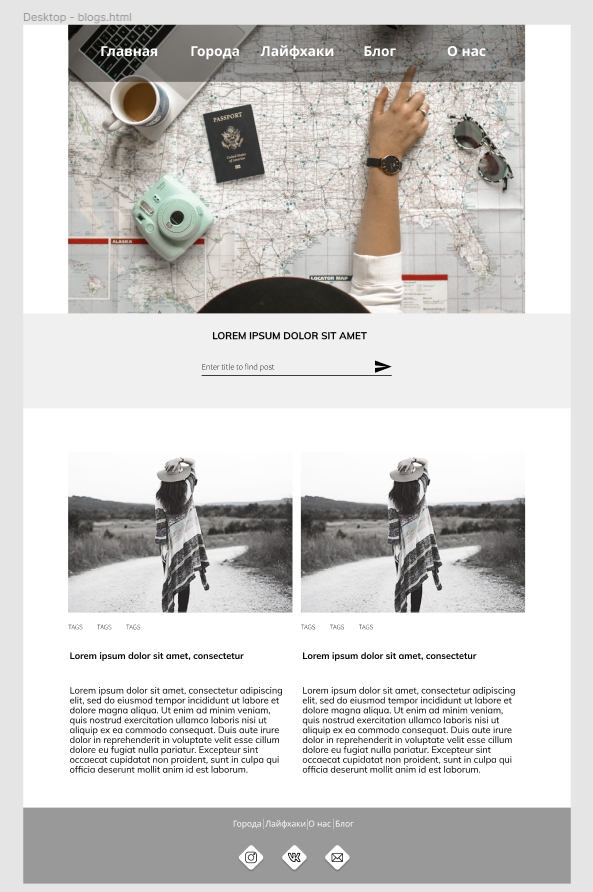 Desktop - blogs.html
Главная Города Лайфхаки Блог О нас
PASSPORT
United States
of America
ALASKA
LOCATOR MAP
LOREM IPSUM DOLOR SIT AMET
Enter title to find post
TAGS TAGS TAGS
Lorem ipsum dolor sit amet, consectetur
Lorem ipsum dolor sit amet, consectetur adipiscing
elit, sed do eiusmod tempor incididunt ut labore et
dolore magna aliqua. Ut enim ad minim veniam,
quis nostrud exercitation ullamco laboris nisi ut
aliquip ex ea commodo consequat. Duis aute irure
dolor in reprehenderit in voluptate velit esse cillum
dolore eu fugiat nulla pariatur. Excepteur sint
occaecat cupidatat non proident, sunt in culpa qui
officia deserunt mollit anim id est laborum.
TAGS TAGS TAGS
Lorem ipsum dolor sit amet, consectetur
Lorem ipsum dolor sit amet, consectetur adipiscing
elit, sed do eiusmod tempor incididunt ut labore et
dolore magna aliqua. Ut enim ad minim veniam,
quis nostrud exercitation ullamco laboris nisi ut
aliquip ex ea commodo consequat. Duis aute irure
dolor in reprehenderit in voluptate velit esse cillum
dolore eu fugiat nulla pariatur. Excepteur sint
occaecat cupidatat non proident, sunt in culpa qui
officia deserunt mollit anim id est laborum.
Города|Лайфхаки|О нас|Блог